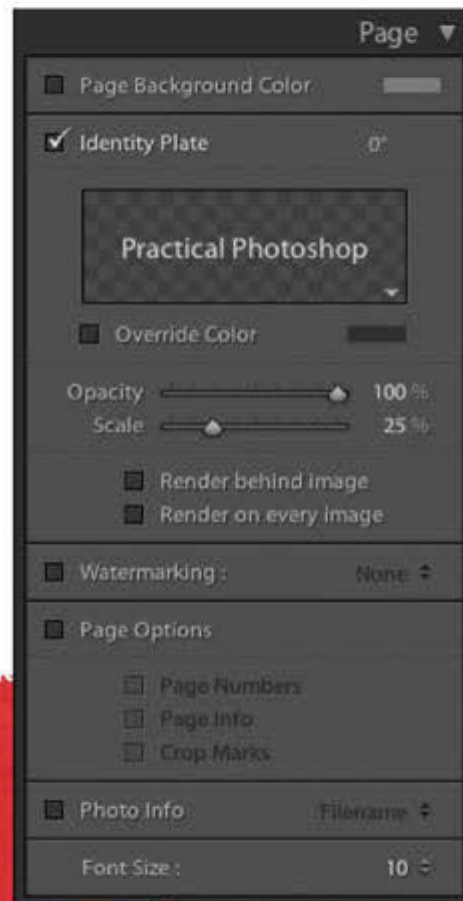 Page
Page Background Color
Identity Plate 0°
Practical Photoshop
Override Color
Opacity 100 %
Scale 25 %
Render behind image
Render on every image
Watermarking : None
Page Options
Page Numbers
Page Info
Crop Marks
Photo Info Filename
Font Size : 10